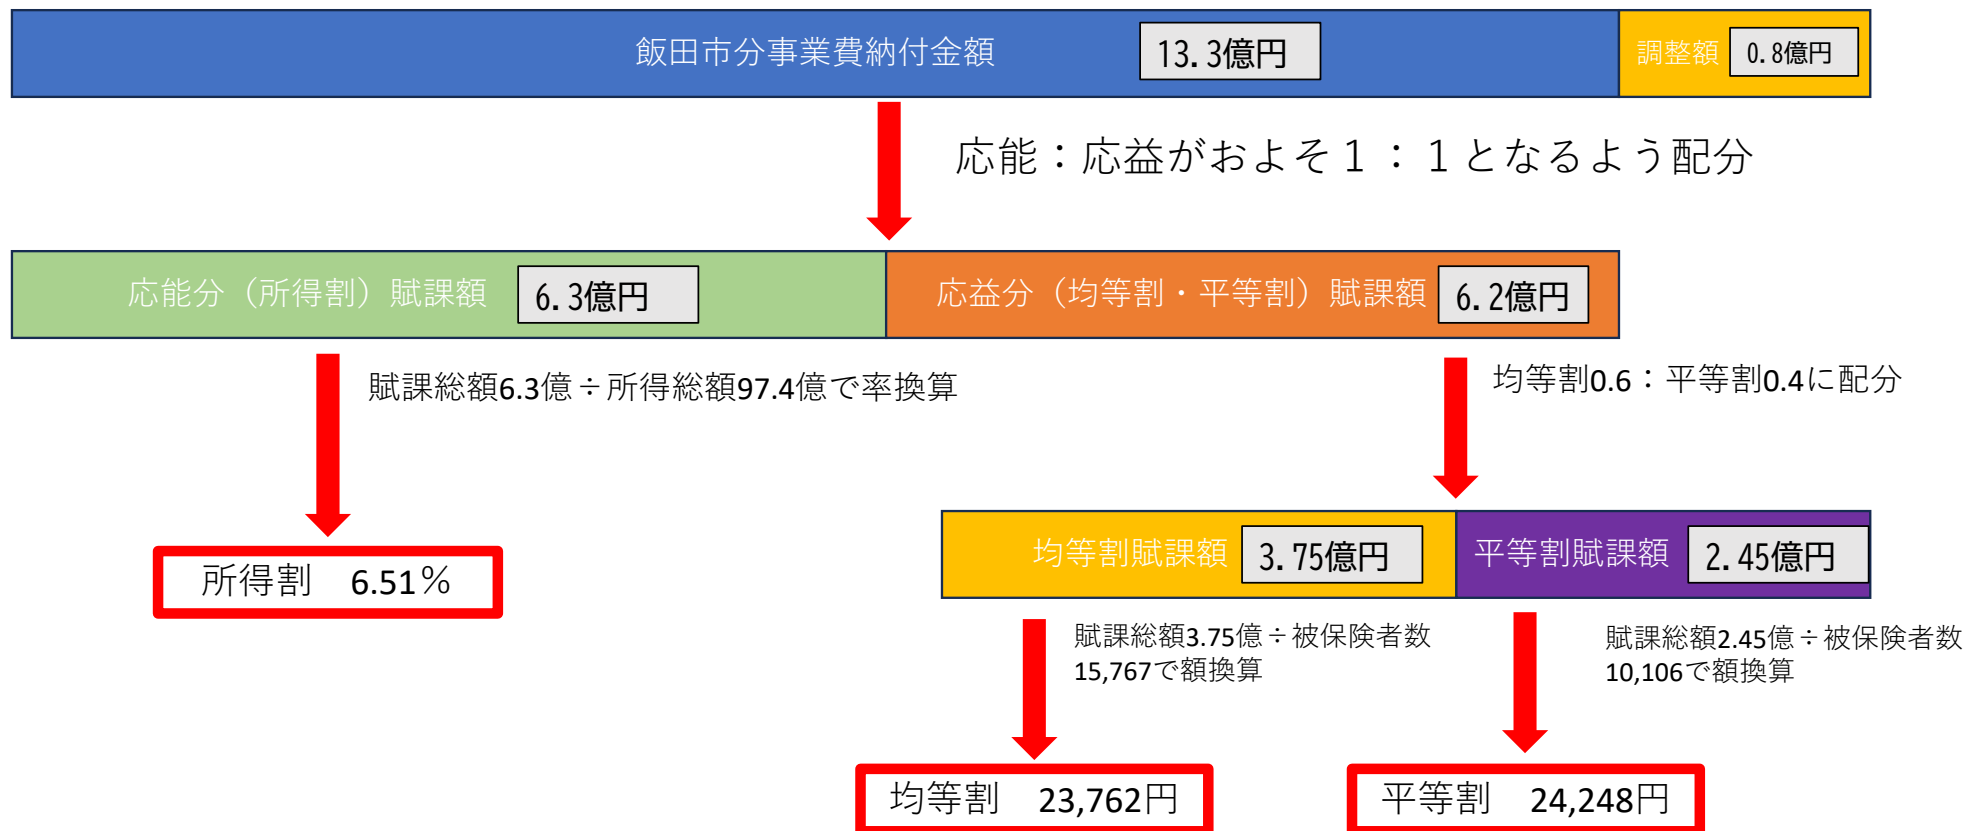 飯田市分事業費納付金額 13.3億円
調整額 0.8億円
応能：応益がおよそ１：１となるよう配分
応能分（所得割）賦課額 6.3億円
応益分（均等割・平等割）賦課額 6.2億円
賦課総額6.3億÷所得総額97.4億で率換算
均等割0.6：平等割0.4に配分
所得割　6.51％
均等割賦課額 3.75億円
平等割賦課額 2.45億円
賦課総額3.75億÷被保険者数
15,767で額換算
賦課総額2.45億÷被保険者数
10,106で額換算
均等割　23,762円
平等割　24,248円